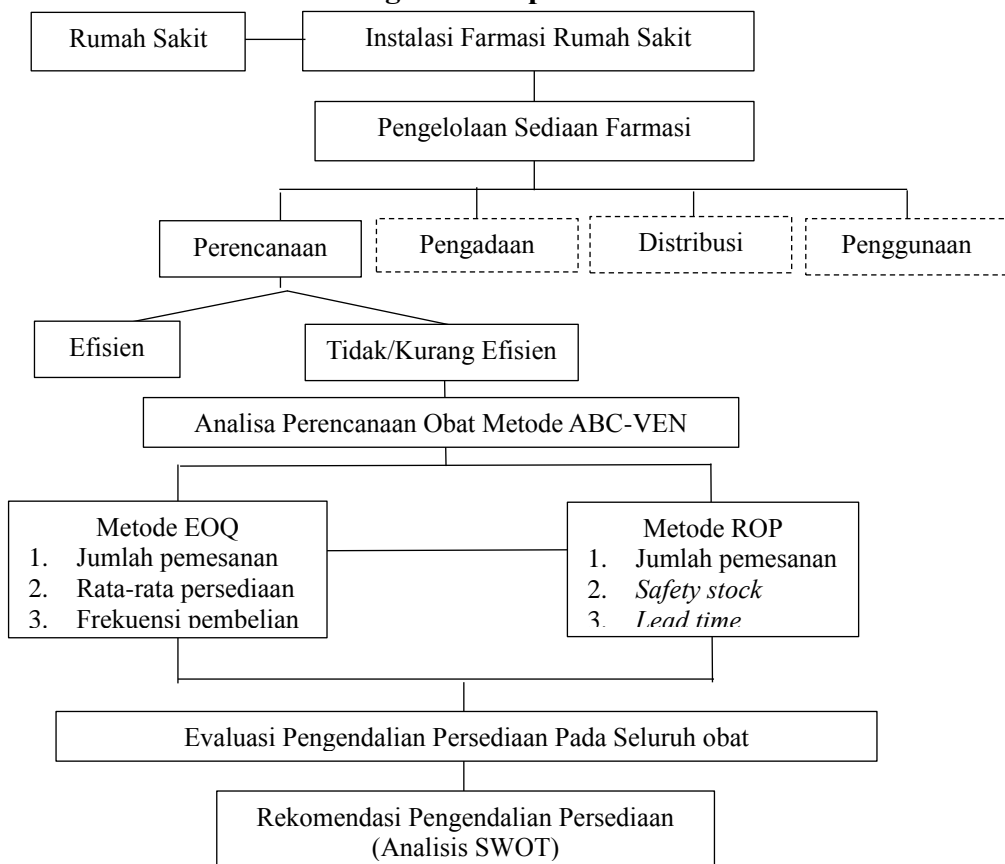 Rumah Sakit
Instalasi Farmasi Rumah Sakit
Pengelolaan Sediaan Farmasi
Perencanaan
Pengadaan
Distribusi
Penggunaan
Efisien
Tidak/Kurang Efisien
Analisa Perencanaan Obat Metode ABC-VEN
Metode EOQ
1. Jumlah pemesanan
2. Rata-rata persediaan
3. Frekuensi pembelian
Metode ROP
1. Jumlah pemesanan
2. Safety stock
3. Lead time
Evaluasi Pengendalian Persediaan Pada Seluruh obat
Rekomendasi Pengendalian Persediaan
(Analisis SWOT)